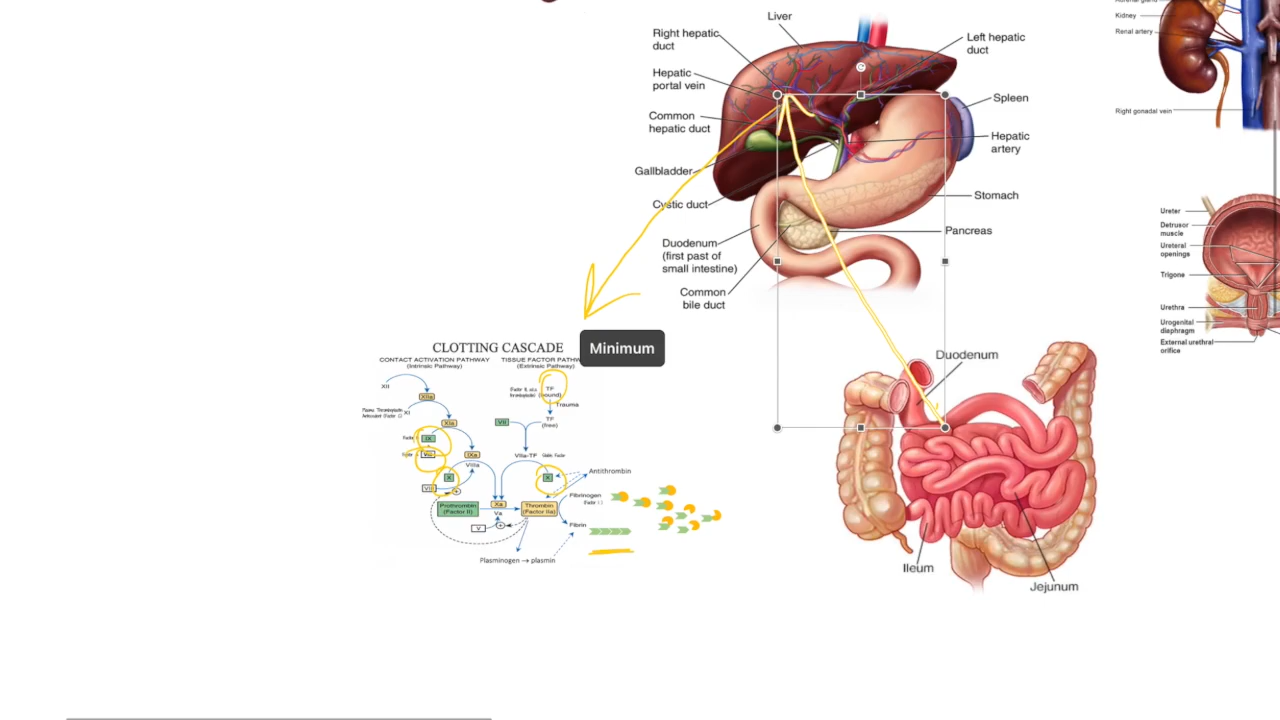 Liver
Right hepatic
duct
Left hepatic
duct
Hepatic
portal vein
Spleen
Common
hepatic duct
Hepatic
artery
Gallbladder
Stomach
Cystic duct
Pancreas
Duodenum
(first past of
small intestine)
Common
bile duct
Kidney
Renal artery
Right gonadal vein
Ureter
Detrusor
muscle
Ureteral
openings
Trigone
Urethra
Urogenital
diaphragm
External urethral
orifice
Minimum
CLOTTING CASCADE
CONTACT ACTIVATION PATHWAY
(Intrinsic Pathway)
TISSUE FACTOR
(Extrinsic Pathway)
XII
XIIa
XI
XIa
IX
IXa
VIIIa
X
TF
Trauma
TF
(free)
VII
VIIa-TF
X
Antithrombin
Prothrombin
(Factor II)
Xa
Va
V
Thrombin
(Factor IIa)
Fibrinogen
Fibrin
Plasminogen → plasmin
Duodenum
Ileum
Jejunum